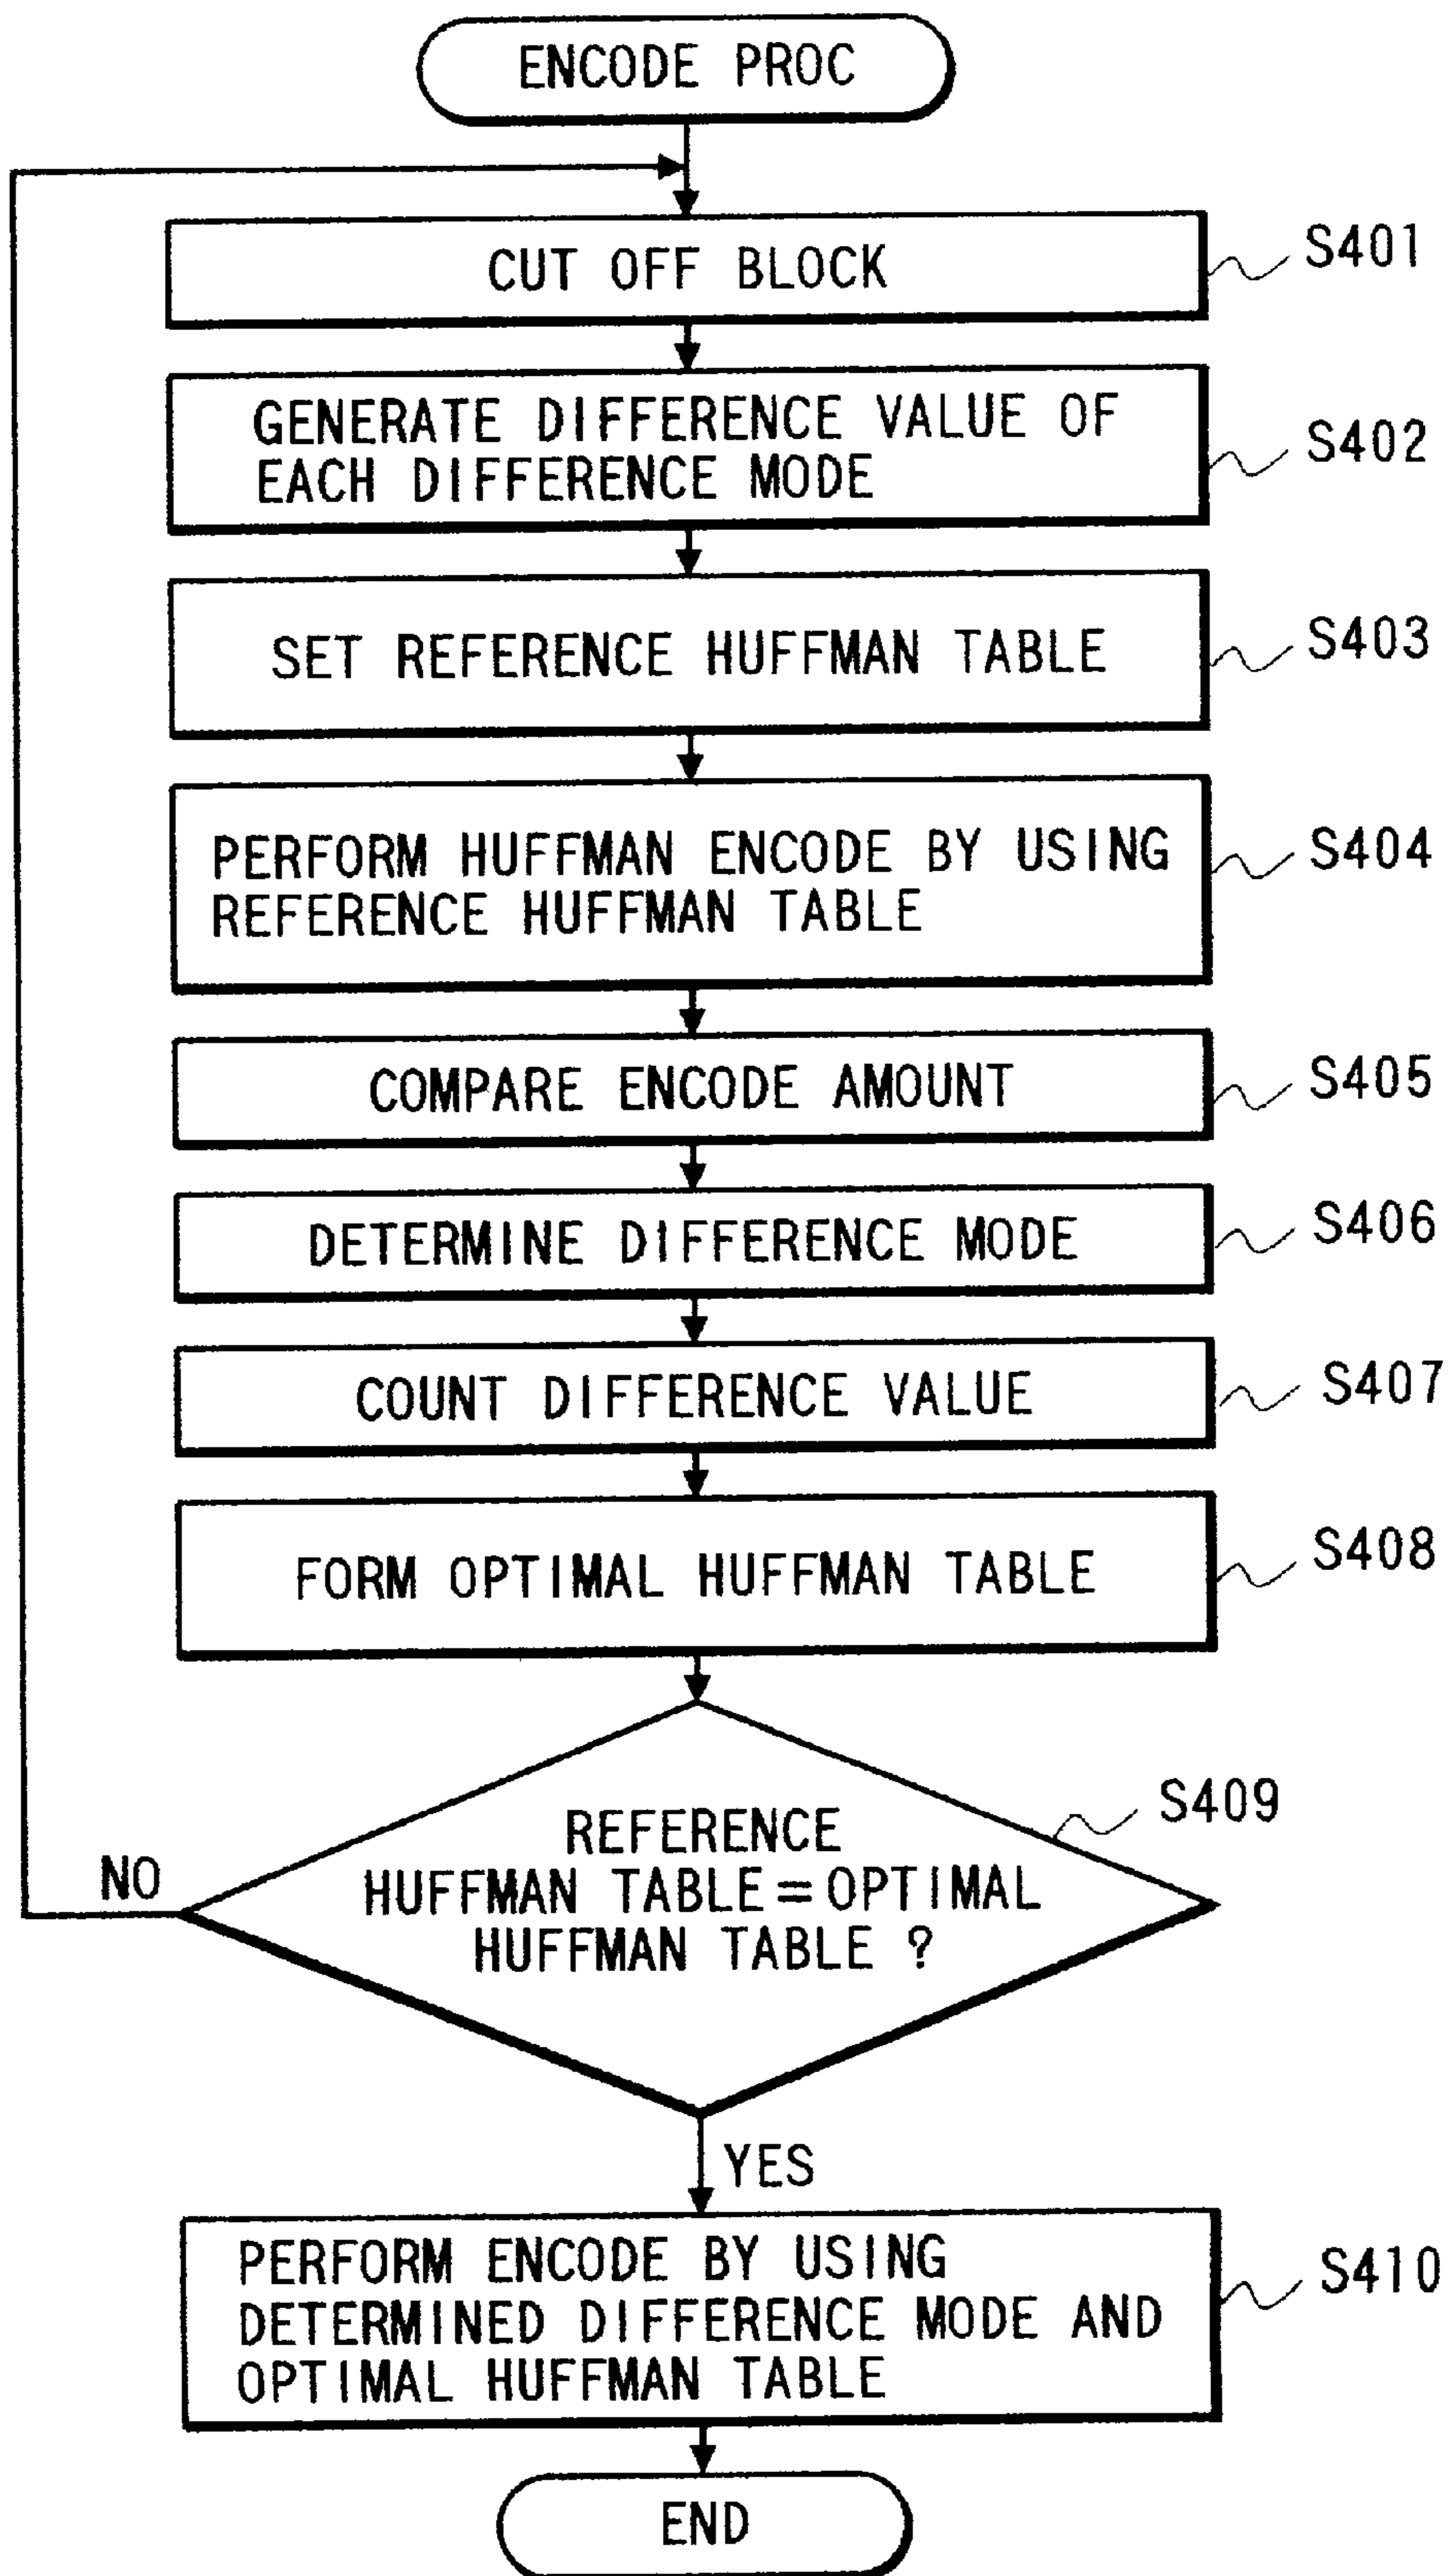 ENCODE PROC
CUT OFF BLOCK
S401
GENERATE DIFFERENCE VALUE OF
EACH DIFFERENCE MODE
S402
SET REFERENCE HUFFMAN TABLE
S403
PERFORM HUFFMAN ENCODE BY USING
REFERENCE HUFFMAN TABLE
S404
COMPARE ENCODE AMOUNT
S405
DETERMINE DIFFERENCE MODE
S406
COUNT DIFFERENCE VALUE
S407
FORM OPTIMAL HUFFMAN TABLE
S408
REFERENCE
HUFFMAN TABLE=OPTIMAL
HUFFMAN TABLE ?
S409
NO
YES
PERFORM ENCODE BY USING
DETERMINED DIFFERENCE MODE AND
OPTIMAL HUFFMAN TABLE
S410
END